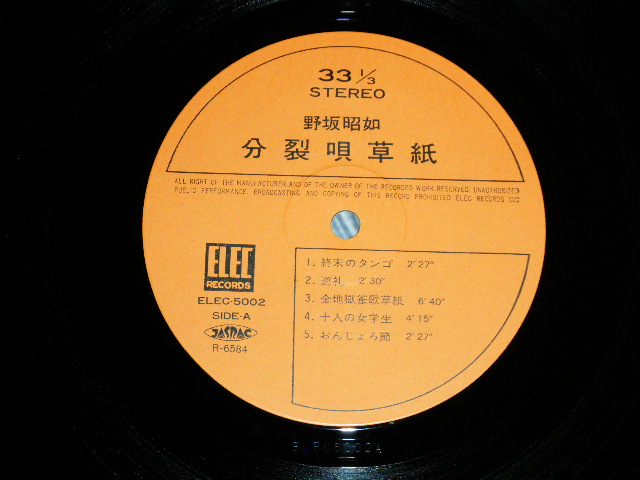 33 1/3
STEREO
野坂昭如
分裂唄草紙
ALL RIGHT OF THE MANUFACTURER AND OF THE OWNER OF THE RECORDED WORK RESERVED. UNAUTHORIZED
PUBLIC PERFORMANCE. BROADCASTING AND COPYING OF THIS RECORD PROHIBITED ELEC RECORDS
ELEC
RECORDS
ELEC-5002
SIDE-A
JASRAC
R-6584
1. 終末のタンゴ 2'27"
2. 巡礼 2'30"
3. 金地獄雀歌草紙 6'40"
4. 十人の女学生 4'15"
5. おんじょろ節 2'27"